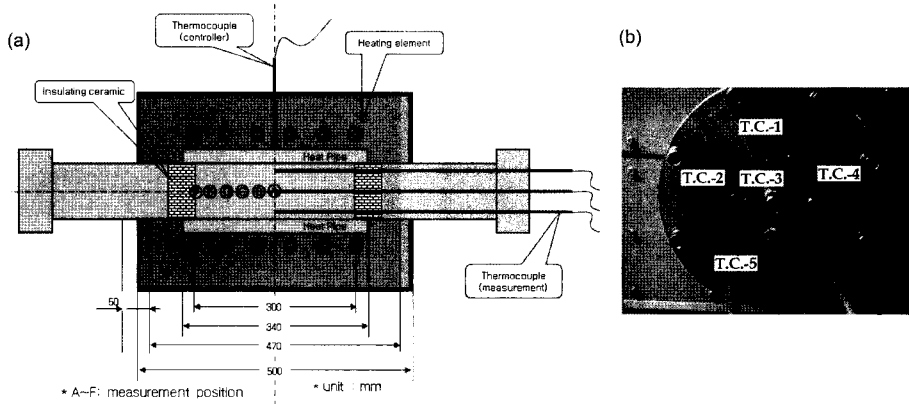 (a)
Thermocouple
(controller)
Heating element
(b)
Insulating ceramic
Heat Pipe
Heat Pipe
Thermocouple
(measurement)
50
300
340
470
500
* A~F: measurement position
* unit : mm
T.C.-1
T.C.-2
T.C.-3
T.C.-4
T.C.-5